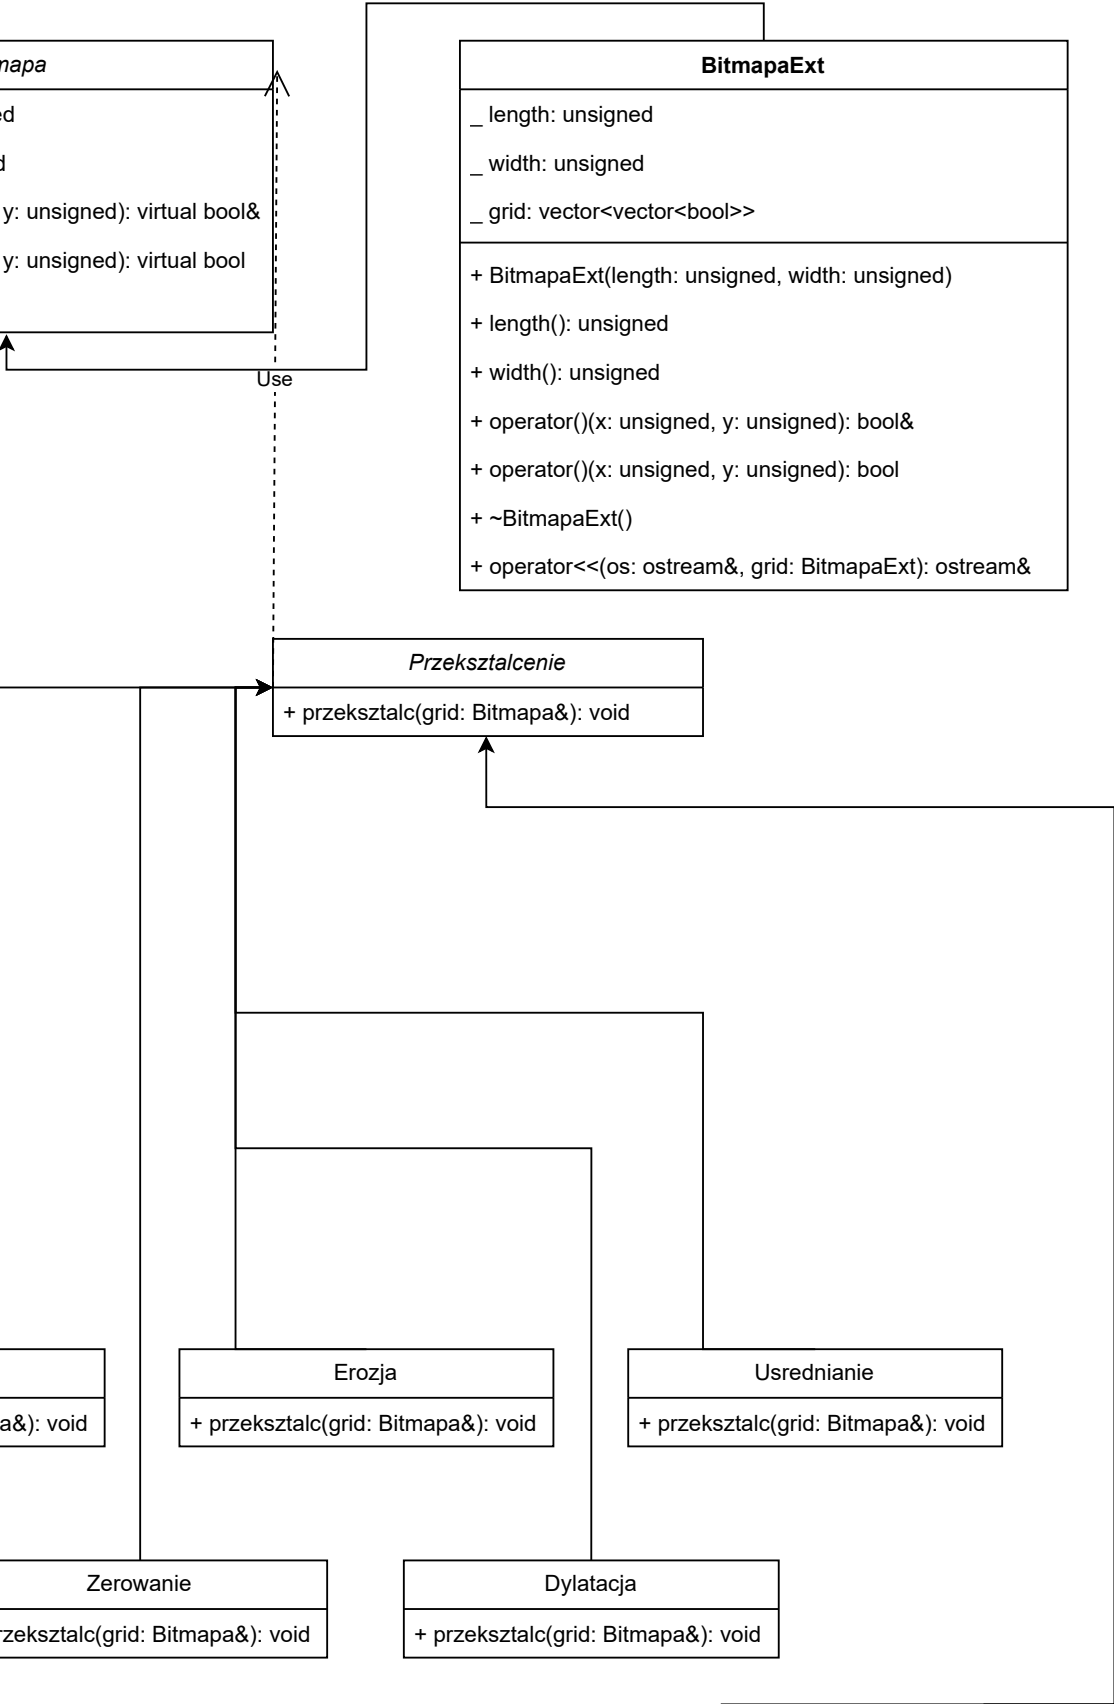 mapa
ed
d
y: unsigned): virtual bool&
y: unsigned): virtual bool
Use
BitmapaExt
_ length: unsigned
_ width: unsigned
_ grid: vector<vector<bool>>
+ BitmapaExt(length: unsigned, width: unsigned)
+ length(): unsigned
+ width(): unsigned
+ operator()(x: unsigned, y: unsigned): bool&
+ operator()(x: unsigned, y: unsigned): bool
+ ~BitmapaExt()
+ operator<<(os: ostream&, grid: BitmapaExt): ostream&
Przeksztalcenie
+ przeksztalc(grid: Bitmapa&): void
a&): void
Erozja
+ przeksztalc(grid: Bitmapa&): void
Usrednianie
+ przeksztalc(grid: Bitmapa&): void
Zerowanie
rzeksztalc(grid: Bitmapa&): void
Dylatacja
+ przeksztalc(grid: Bitmapa&): void